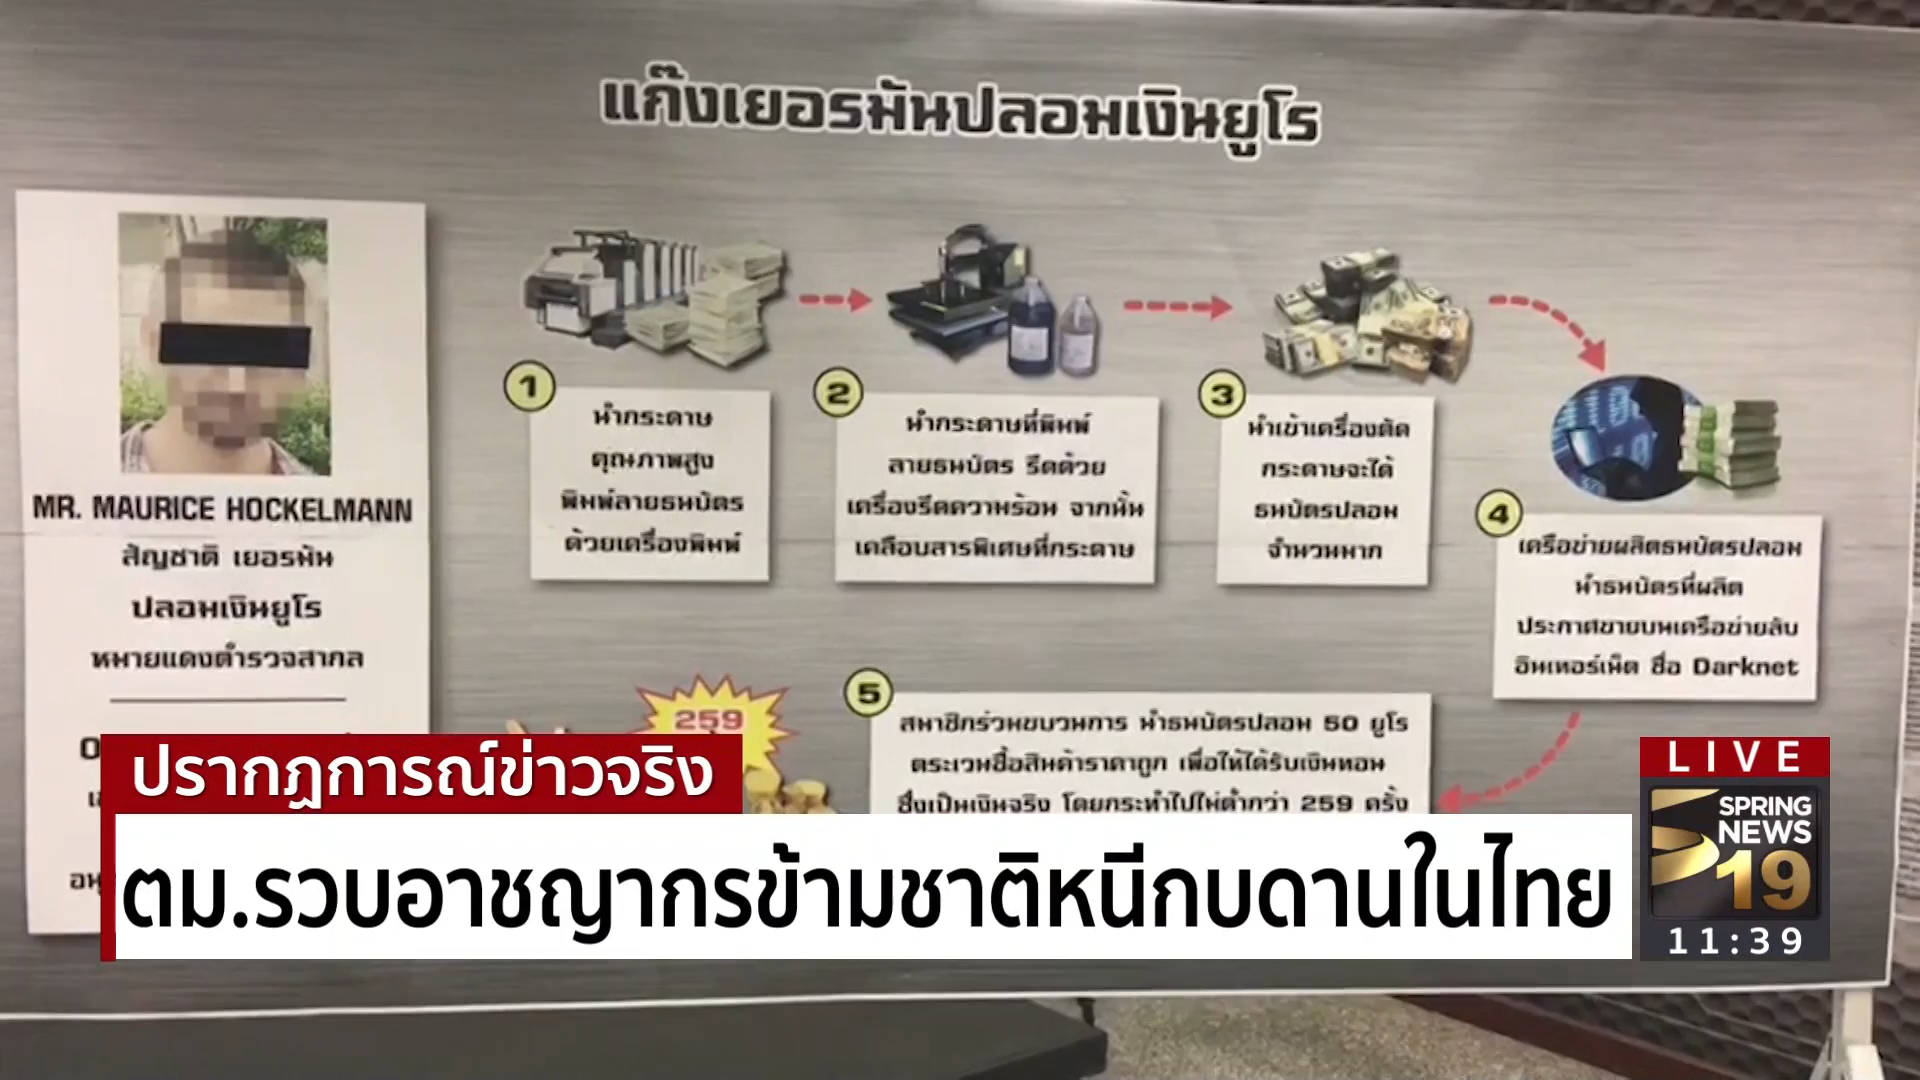 แก๊งเยอรมันปลอมเงินยูโร
MR. MAURICE HOCKELMANN
สัญชาติ เยอรมัน
ปลอมเงินยูโร
หมายแดงตำรวจสากล
1
นำกระดาษ
คุณภาพสูง
พิมพ์ลายธนบัตร
ด้วยเครื่องพิมพ์
2
นำกระดาษที่พิมพ์
ลายธนบัตร รีดด้วย
เครื่องรีดความร้อน จากนั้น
เคลือบสารพิเศษที่กระดาษ
3
นำเข้าเครื่องตัด
กระดาษจะได้
ธนบัตรปลอม
จำนวนมาก
4
เครือข่ายผลิตธนบัตรปลอม
นำธนบัตรที่ผลิต
ประกาศขายบนเครือข่ายลับ
อินเทอร์เน็ต ชื่อ Darknet
5
สมาชิกร่วมขบวนการ นำธนบัตรปลอม 50 ยูโร
ตระเวนซื้อสินค้าราคาถูก เพื่อให้ได้รับเงินทอน
ซึ่งเป็นเงินจริง โดยกระทำไปไม่ต่ำกว่า 259 ครั้ง
259
ปรากฏการณ์ข่าวจริง
ตม.รวบอาชญากรข้ามชาติหนีกบดานในไทย
LIVE
SPRING
NEWS
19
11:39